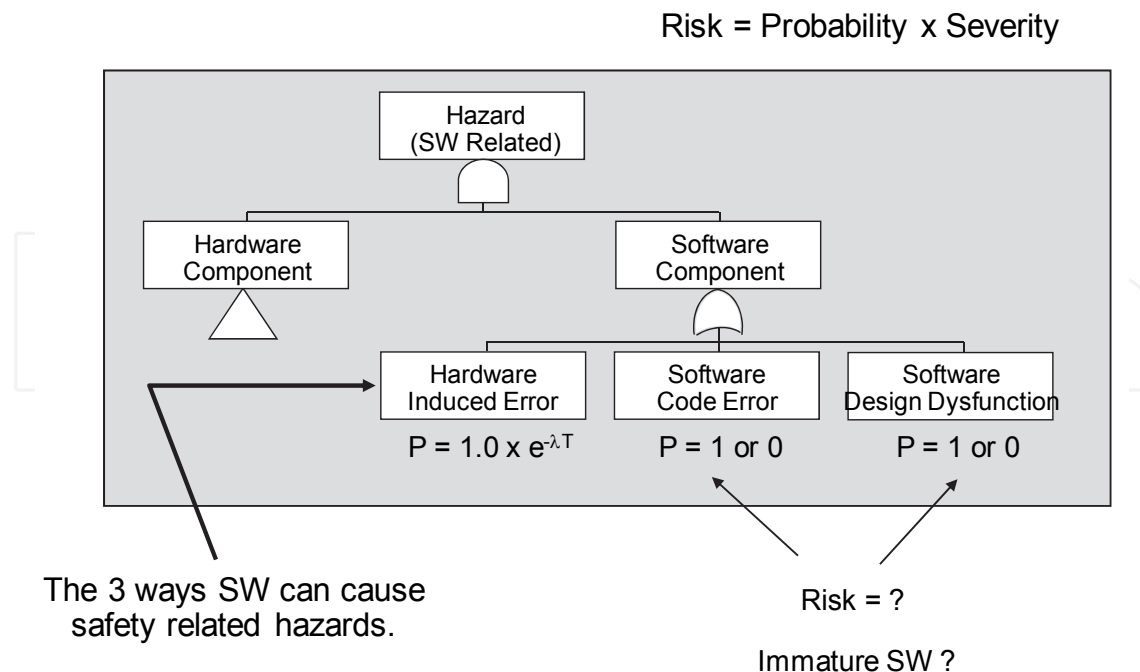 Risk = Probability x Severity
Hazard
(SW Related)
Hardware
Component
Software
Component
Hardware
Induced Error
Software
Code Error
Software
Design Dysfunction
P = 1.0 x e-λT
P = 1 or 0
P = 1 or 0
The 3 ways SW can cause
safety related hazards.
Risk = ?
Immature SW ?